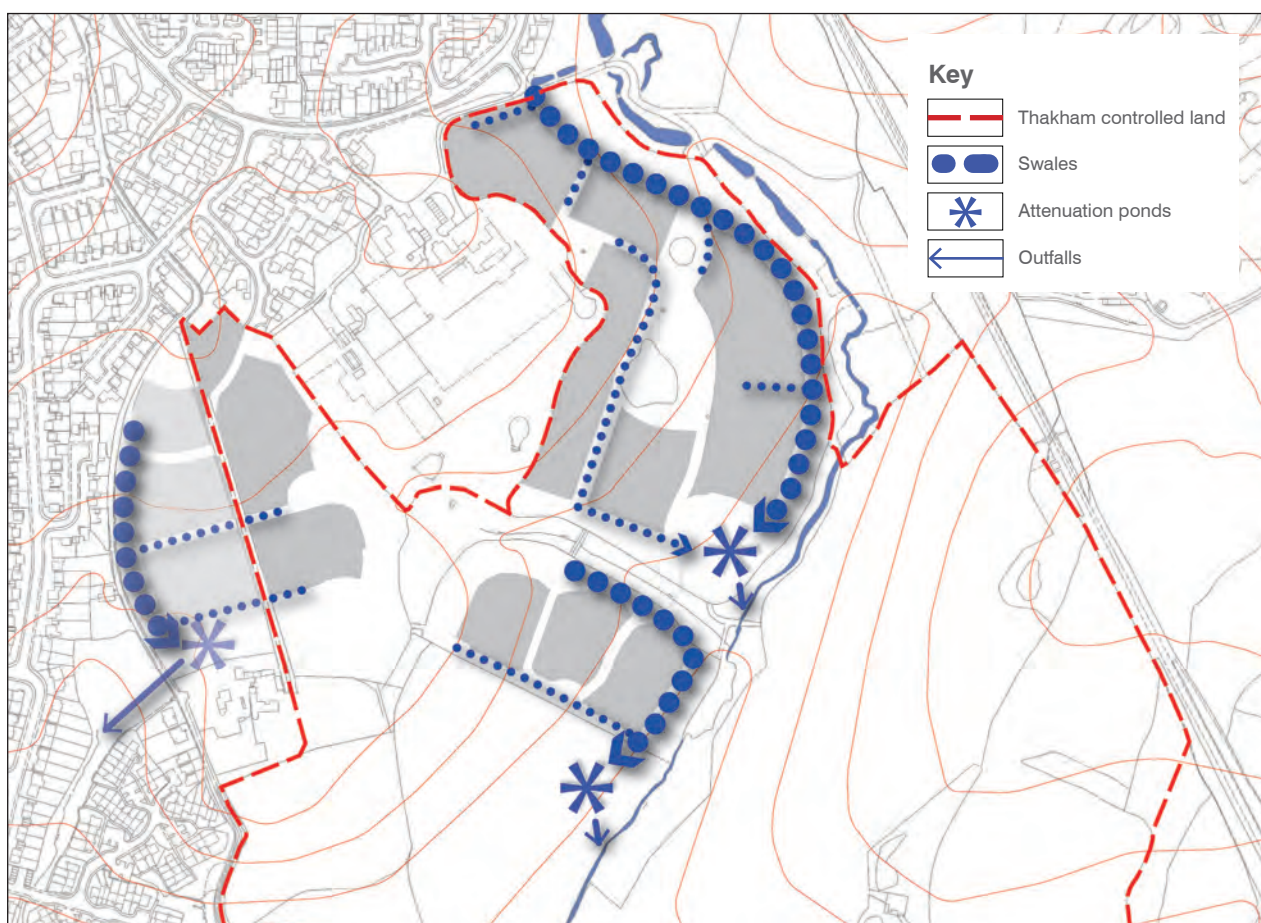 Key
Thakham controlled land
Swales
Attenuation ponds
Outfalls